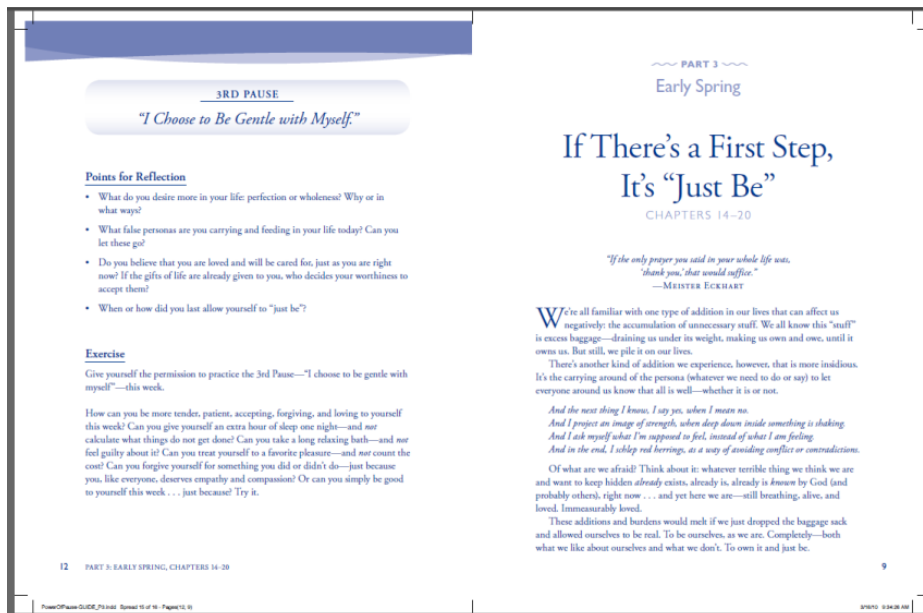 3RD PAUSE
“I Choose to Be Gentle with Myself.”
Points for Reflection
• What do you desire more in your life: perfection or wholeness? Why or in
what ways?
• What false personas are you carrying and feeding in your life today? Can you
let these go?
• Do you believe that you are loved and will be cared for, just as you are right
now? If the gifts of life are already given to you, who decides your worthiness to
accept them?
• When or how did you last allow yourself to “just be”?
Exercise
Give yourself the permission to practice the 3rd Pause—“I choose to be gentle with
myself”—this week.
How can you be more tender, patient, accepting, forgiving, and loving to yourself
this week? Can you give yourself an extra hour of sleep one night—and not
calculate what things do not get done? Can you take a long relaxing bath—and not
feel guilty about it? Can you treat yourself to a favorite pleasure—and not count the
cost? Can you forgive yourself for something you did or didn’t do—just because
you, like everyone, deserves empathy and compassion? Or can you simply be good
to yourself this week . . . just because? Try it.
12 PART 3: EARLY SPRING, CHAPTERS 14–20
PART 3
Early Spring
If There’s a First Step,
It’s “Just Be”
CHAPTERS 14–20
“If the only prayer you said in your whole life was,
‘thank you,’ that would suffice.”
—MEISTER ECKHART
We’re all familiar with one type of addition in our lives that can affect us
negatively: the accumulation of unnecessary stuff. We all know this “stuff”
is excess baggage—draining us under its weight, making us own and owe, until it
owns us. But still, we pile it on our lives.
There’s another kind of addition we experience, however, that is more insidious.
It’s the carrying around of the persona (whatever we need to do or say) to let
everyone around us know that all is well—whether it is or not.
And the next thing I know, I say yes, when I mean no.
And I project an image of strength, when deep down inside something is shaking.
And I ask myself what I’m supposed to feel, instead of what I am feeling.
And in the end, I schlep red herrings, as a way of avoiding conflict or contradictions.
Of what are we afraid? Think about it: whatever terrible thing we think we are
and want to keep hidden already exists, already is, already is known by God (and
probably others), right now . . . and yet here we are—still breathing, alive, and
loved. Immeasurably loved.
These additions and burdens would melt if we just dropped the baggage sack
and allowed ourselves to be real. To be ourselves, as we are. Completely—both
what we like about ourselves and what we don’t. To own it and just be.
9
PowerOfPause-GUIDE_F8.indd Spread 15 of 16 - Pages(12, 9)